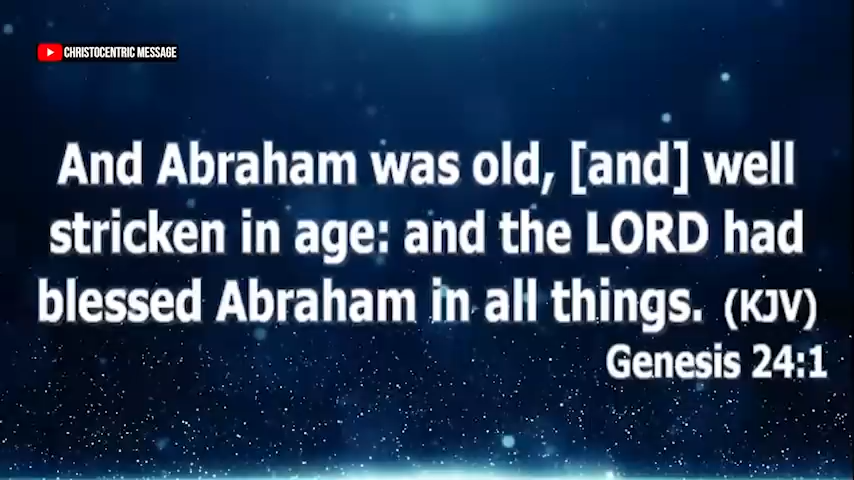 CHRISTOCENTRIC MESSAGE
And Abraham was old, [and] well
stricken in age: and the LORD had
blessed Abraham in all things. (KJV)
Genesis 24:1